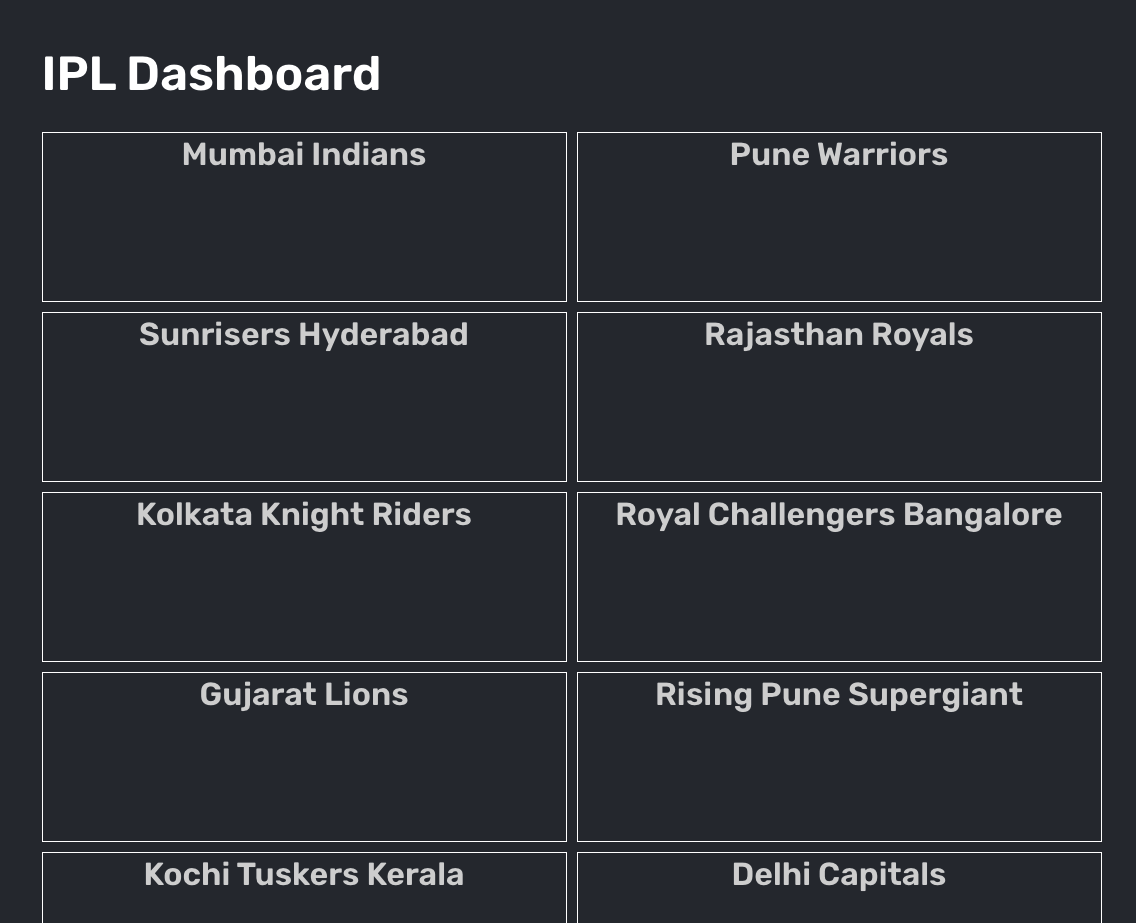 IPL Dashboard
Mumbai Indians
Pune Warriors
Sunrisers Hyderabad
Rajasthan Royals
Kolkata Knight Riders
Royal Challengers Bangalore
Gujarat Lions
Rising Pune Supergiant
Kochi Tuskers Kerala
Delhi Capitals